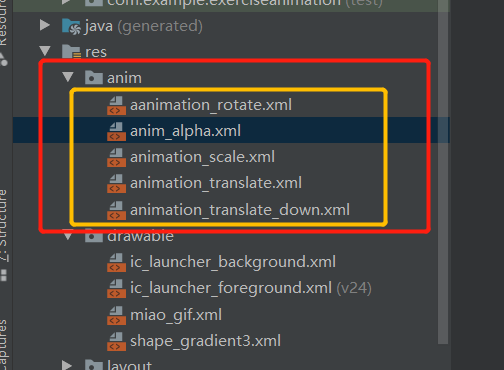 com.example.exerciseanimation (test)
java (generated)
res
anim
aanimation_rotate.xml
anim_alpha.xml
animation_scale.xml
animation_translate.xml
animation_translate_down.xml
drawable
ic_launcher_background.xml
ic_launcher_foreground.xml (v24)
miao_gif.xml
shape_gradient3.xml
layout
Resour
Z: Structure
aptures